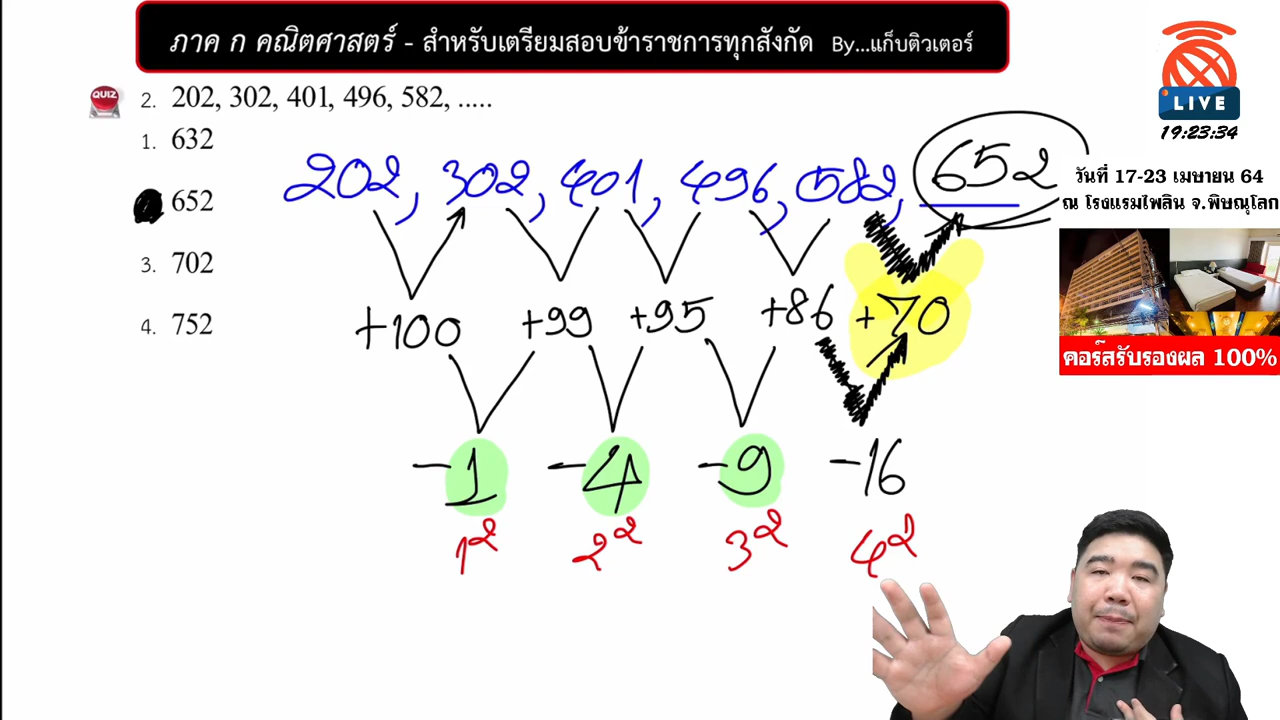 ภาค ก คณิตศาสตร์ - สำหรับเตรียมสอบข้าราชการทุกสังกัด By...แก็บติวเตอร์
LIVE
19:23:34
QUIZ
2. 202, 302, 401, 496, 582, .....
1. 632
652
3. 702
4. 752
202, 302, 401, 496, 582, 652
+100 +99 +95 +86 +70
-1 -4 -9 -16
1² 2² 3² 4²
วันที่ 17-23 เมษายน 64
ณ โรงแรมไพลิน จ.พิษณุโลก
คอร์สรับรองผล 100%